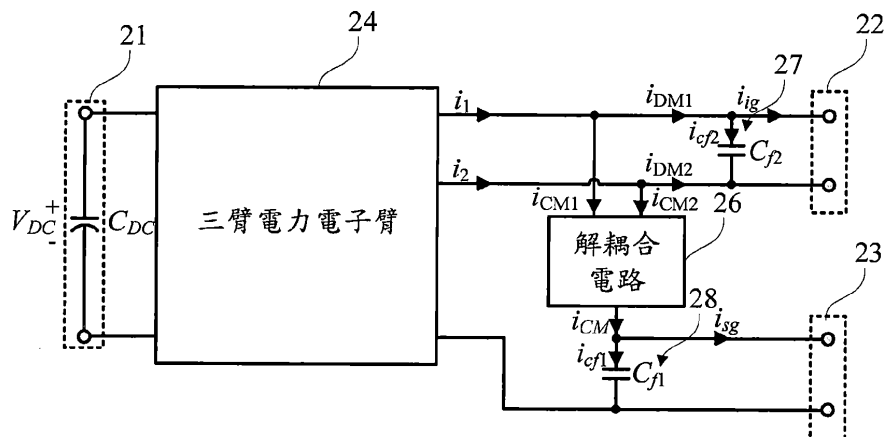 21
24
22
27
i1
iDM1
iig
icf2
Cf2
i2
iDM2
iCM1
iCM2
26
VDC
+
-
CDC
三臂電力電子臂
解耦合
電路
28
23
iCM
isg
icf1
Cf1